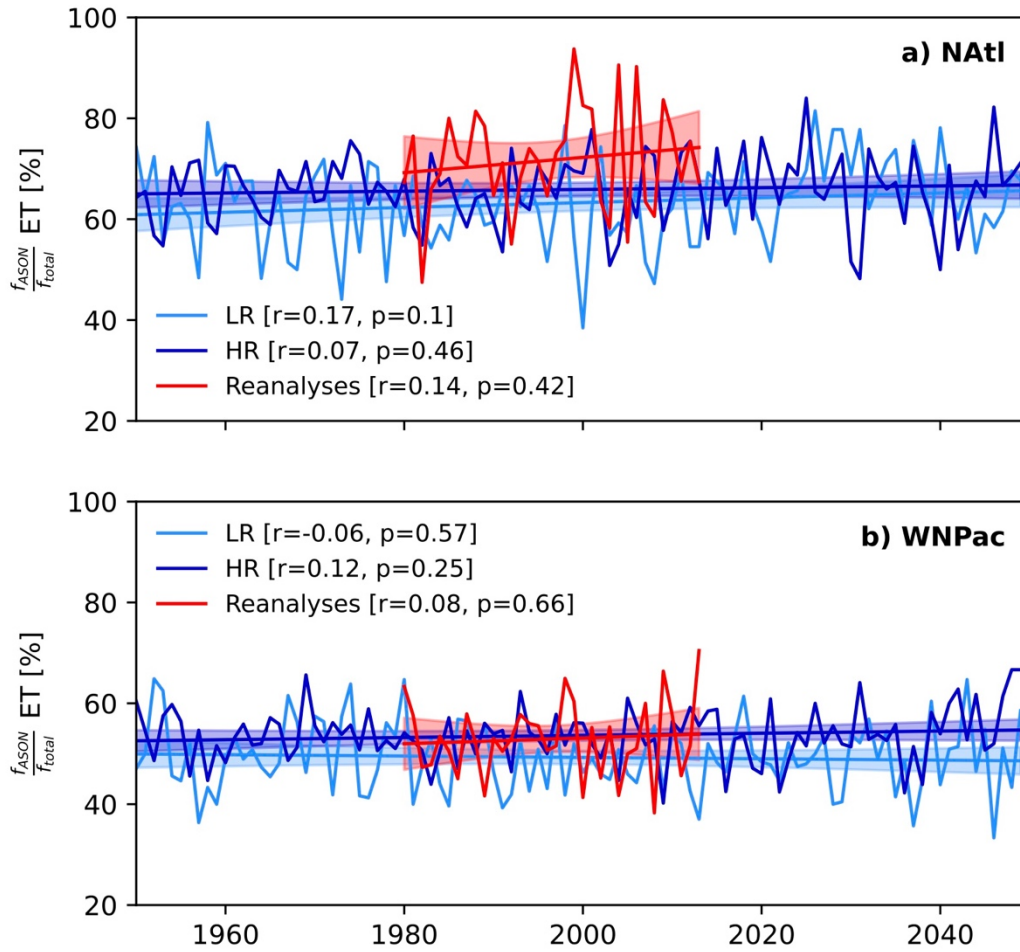 100
80
60
40
20
f_ASON
f_total
ET [%]
a) NAtl
LR [r=0.17, p=0.1]
HR [r=0.07, p=0.46]
Reanalyses [r=0.14, p=0.42]
100
80
60
40
20
f_ASON
f_total
ET [%]
LR [r=-0.06, p=0.57]
HR [r=0.12, p=0.25]
Reanalyses [r=0.08, p=0.66]
b) WNPac
1960
1980
2000
2020
2040